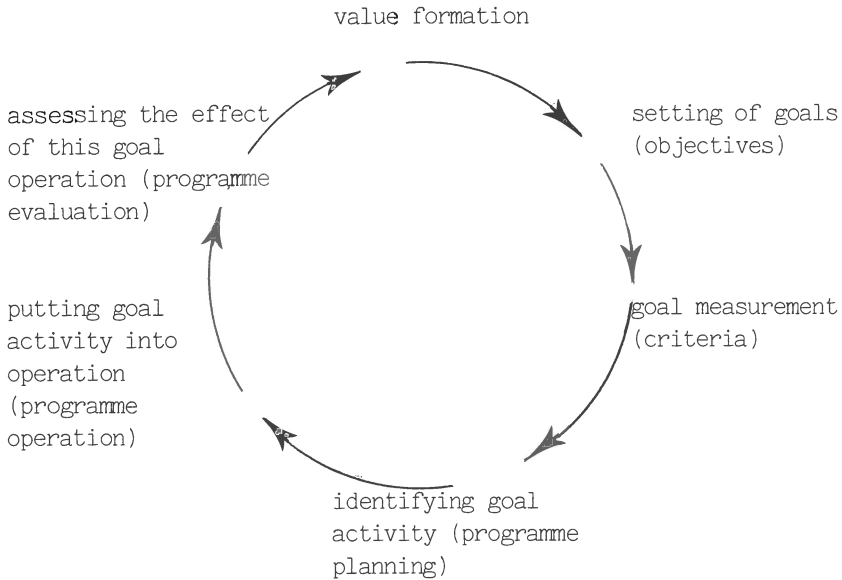 value formation
setting of goals
(objectives)
goal measurement
(criteria)
identifying goal
activity (programme
planning)
putting goal
activity into
operation
(programme
operation)
assessing the effect
of this goal
operation (programme
evaluation)